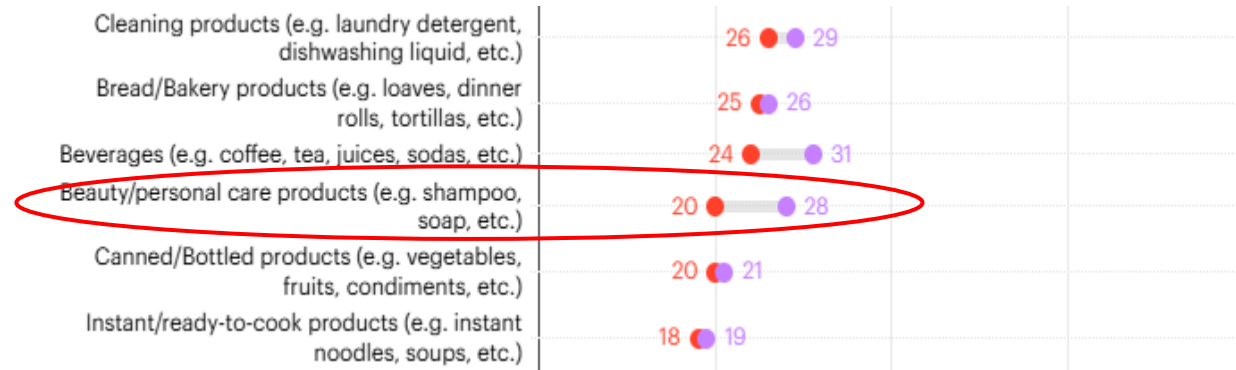 Cleaning products (e.g. laundry detergent,
dishwashing liquid, etc.)
26 29
Bread/Bakery products (e.g. loaves, dinner
rolls, tortillas, etc.)
25 26
Beverages (e.g. coffee, tea, juices, sodas, etc.) 24 31
Beauty/personal care products (e.g. shampoo,
soap, etc.)
20 28
Canned/Bottled products (e.g. vegetables,
fruits, condiments, etc.)
20 21
Instant/ready-to-cook products (e.g. instant
noodles, soups, etc.)
18 19